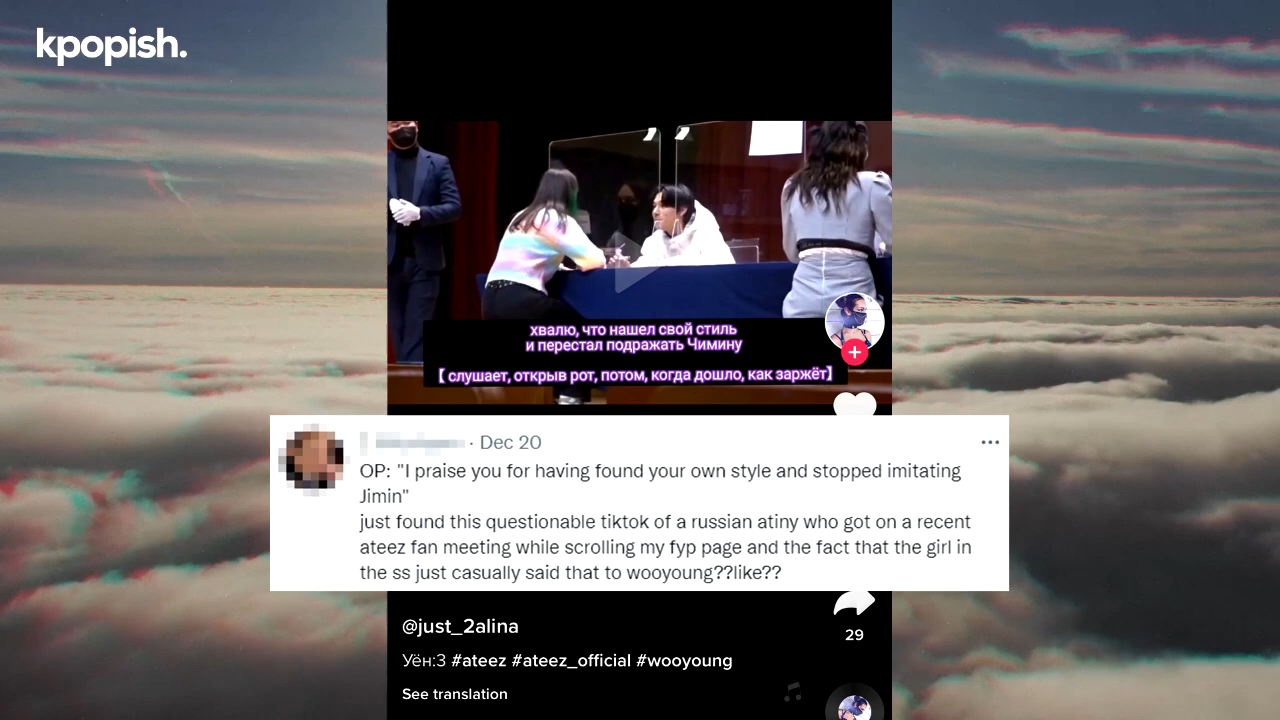 kpopish.
хвалю, что нашел свой стиль
и перестал подражать Чимину
【 слушает, открыв рот, потом, когда дошло, как заржёт】
· Dec 20
OP: "I praise you for having found your own style and stopped imitating
Jimin"
just found this questionable tiktok of a russian atiny who got on a recent
ateez fan meeting while scrolling my fyp page and the fact that the girl in
the ss just casually said that to wooyoung??like??
29
@just_2alina
Уён:3 #ateez #ateez_official #wooyoung
See translation